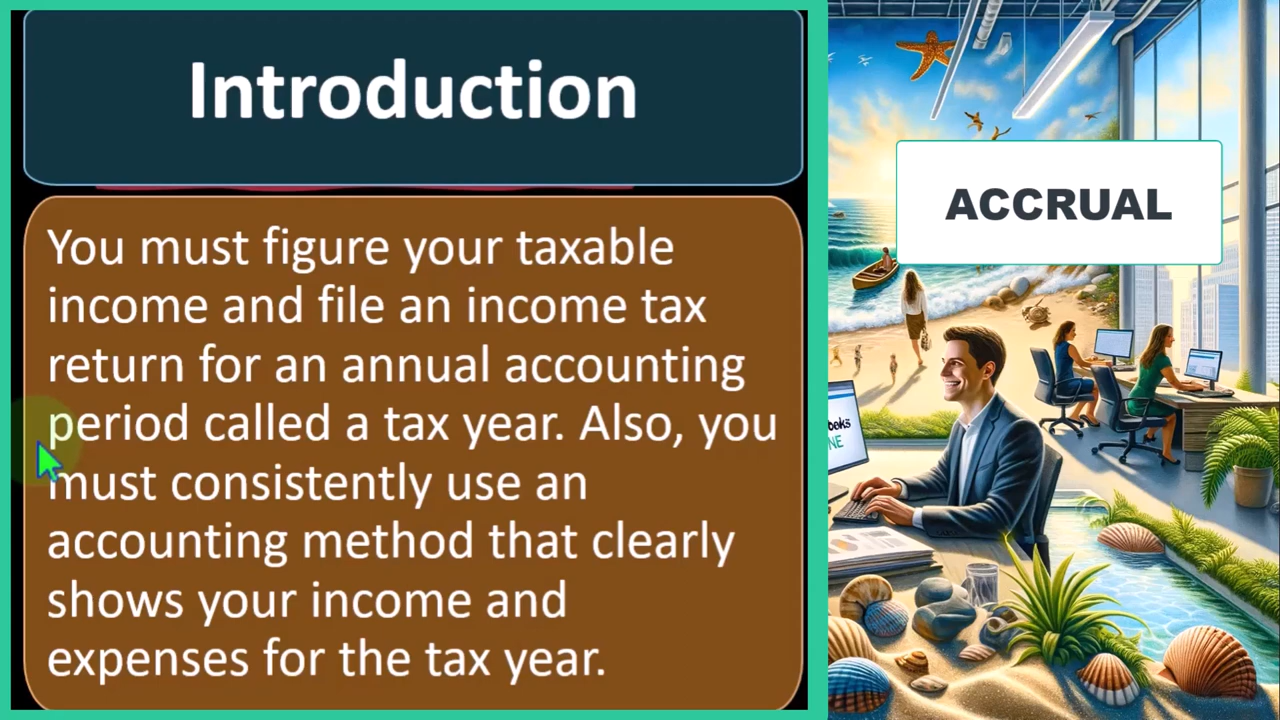 Introduction
You must figure your taxable
income and file an income tax
return for an annual accounting
period called a tax year. Also, you
must consistently use an
accounting method that clearly
shows your income and
expenses for the tax year.
ACCRUAL